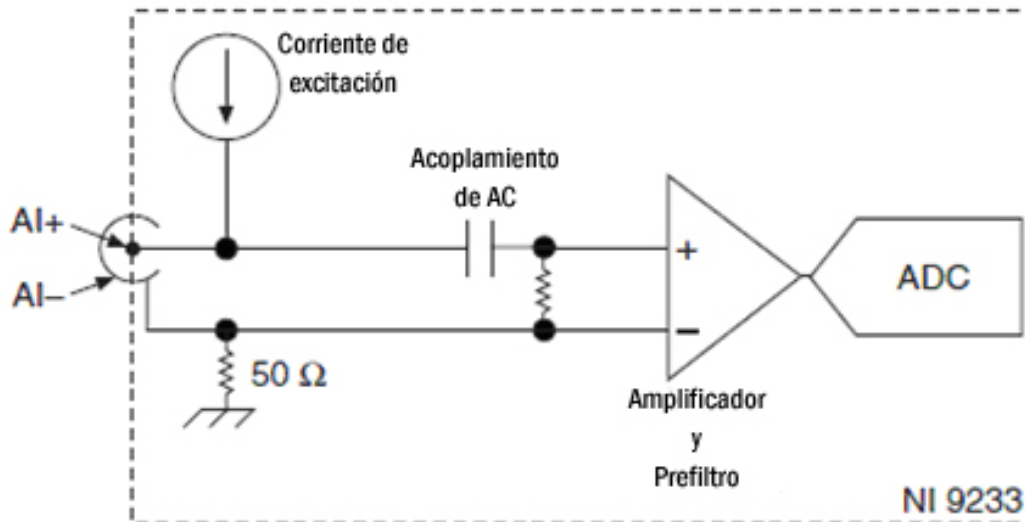 Corriente de
excitación
Acoplamiento
de AC
AI+
AI–
+
–
50 Ω
ADC
Amplificador
y
Prefiltro
NI 9233